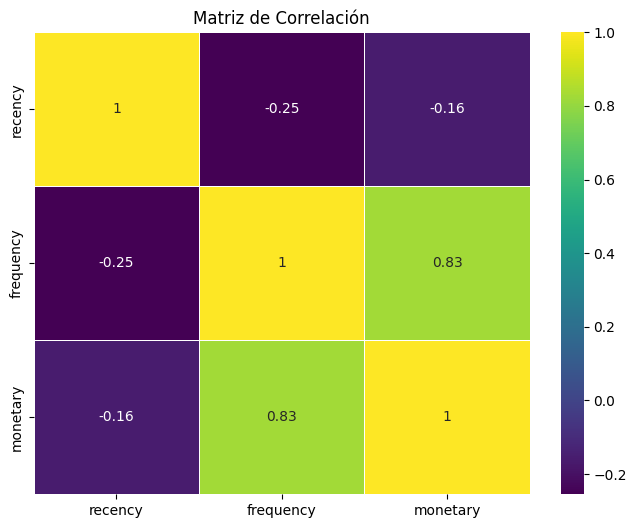 Matriz de Correlación
recency
1
-0.25
-0.16
frequency
-0.25
1
0.83
monetary
-0.16
0.83
1
recency
frequency
monetary
1.0
0.8
0.6
0.4
0.2
0.0
−0.2